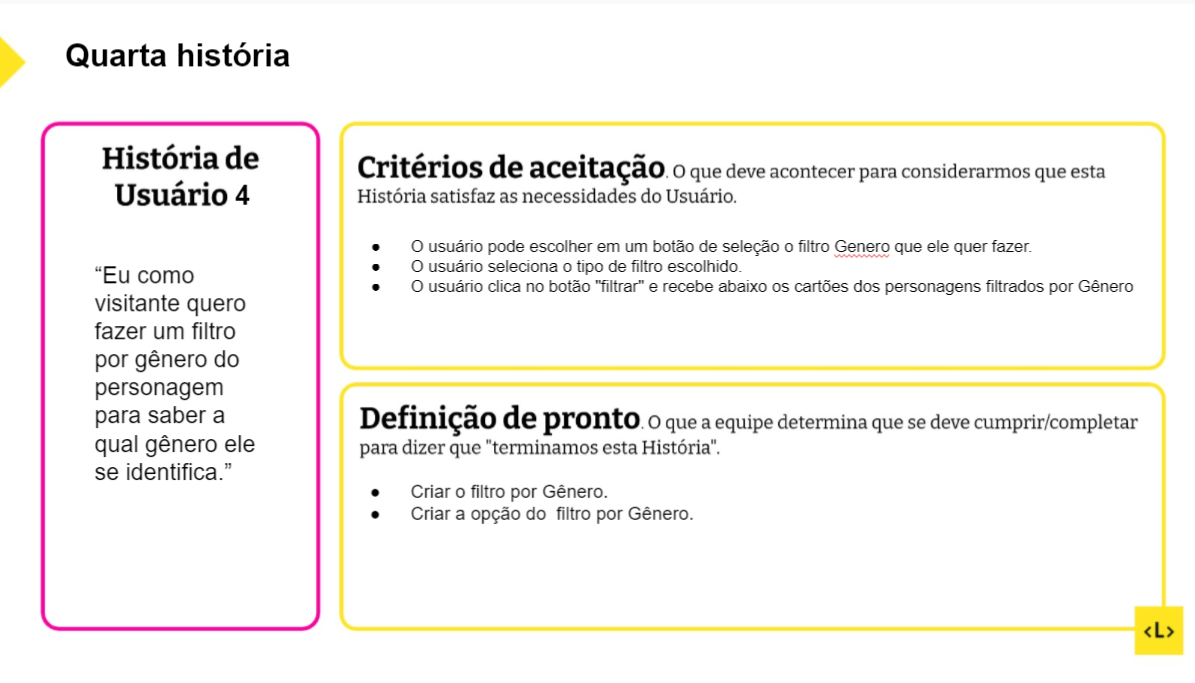 Quarta história
História de
Usuário 4
“Eu como
visitante quero
fazer um filtro
por gênero do
personagem
para saber a
qual gênero ele
se identifica.”
Critérios de aceitação. O que deve acontecer para considerarmos que esta
História satisfaz as necessidades do Usuário.
● O usuário pode escolher em um botão de seleção o filtro Genero que ele quer fazer.
● O usuário seleciona o tipo de filtro escolhido.
● O usuário clica no botão "filtrar" e recebe abaixo os cartões dos personagens filtrados por Gênero
Definição de pronto. O que a equipe determina que se deve cumprir/completar
para dizer que "terminamos esta História".
● Criar o filtro por Gênero.
● Criar a opção do  filtro por Gênero.
<L>